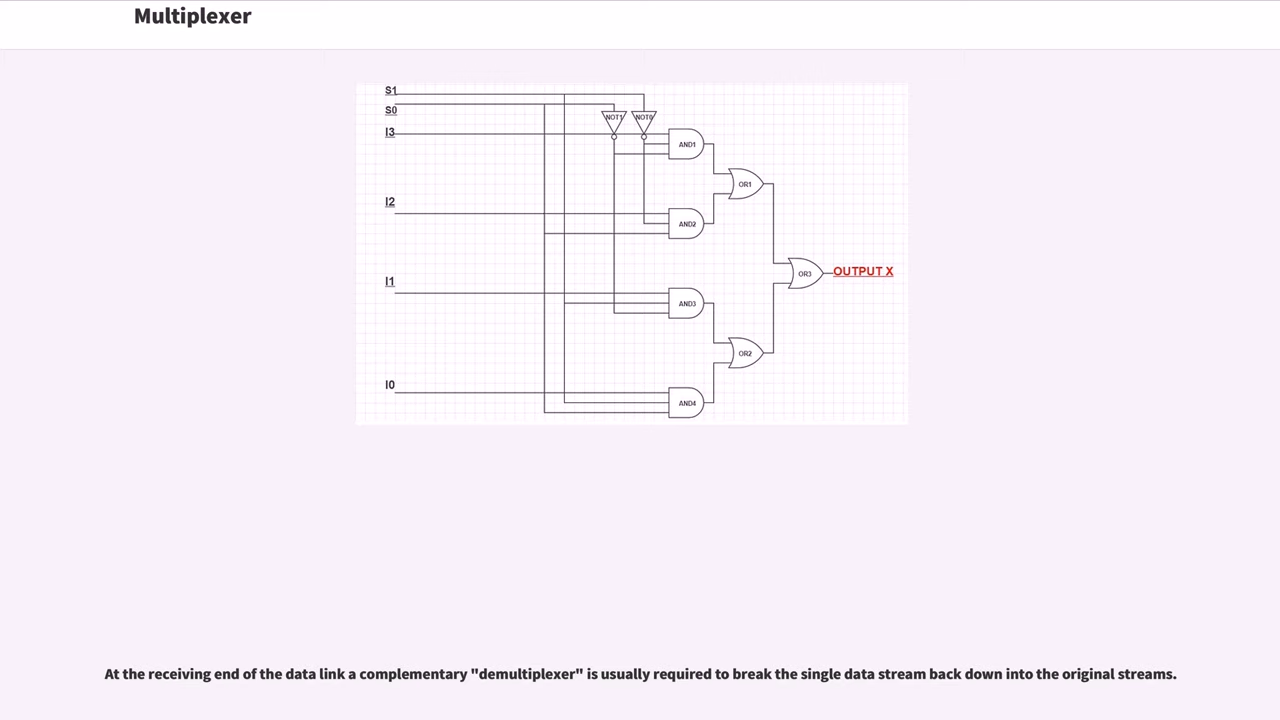 Multiplexer
S1
S0
I3
NOT1
NOT0
AND1
OR1
I2
AND2
OUTPUT X
OR3
I1
AND3
OR2
I0
AND4
At the receiving end of the data link a complementary "demultiplexer" is usually required to break the single data stream back down into the original streams.